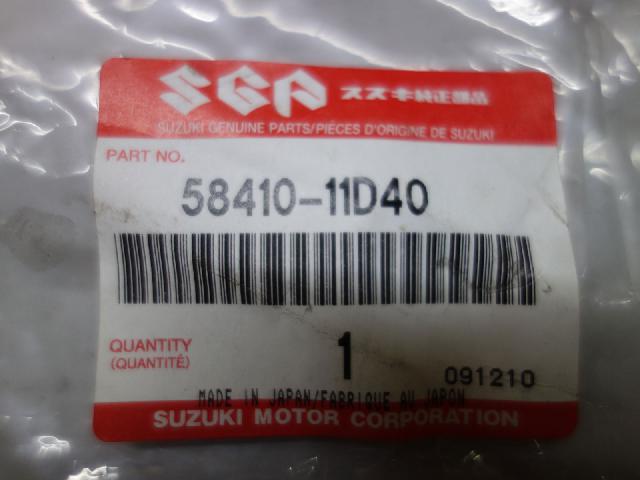 SGP スズキ純正部品
SUZUKI GENUINE PARTS/PIÈCES D'ORIGINE DE SUZUKI
PART NO.
58410-11D40
QUANTITY 1
(QUANTITÉ) 091210
MADE IN JAPAN/FABRIQUE AU JAPON
SUZUKI MOTOR CORPORATION